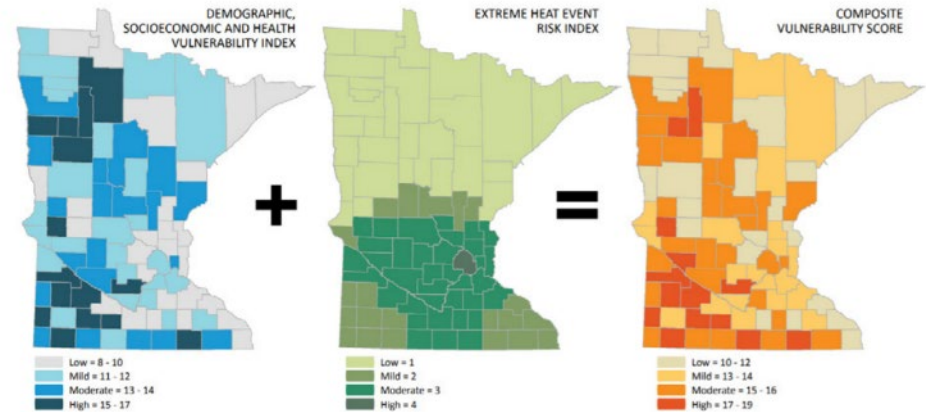 DEMOGRAPHIC,
SOCIOECONOMIC AND HEALTH
VULNERABILITY INDEX
EXTREME HEAT EVENT
RISK INDEX
COMPOSITE
VULNERABILITY SCORE
+
=
Low = 8 - 10
Mild = 11 - 12
Moderate = 13 - 14
High = 15 - 17
Low = 1
Mild = 2
Moderate = 3
High = 4
Low = 10 - 12
Mild = 13 - 14
Moderate = 15 - 16
High = 17 - 19